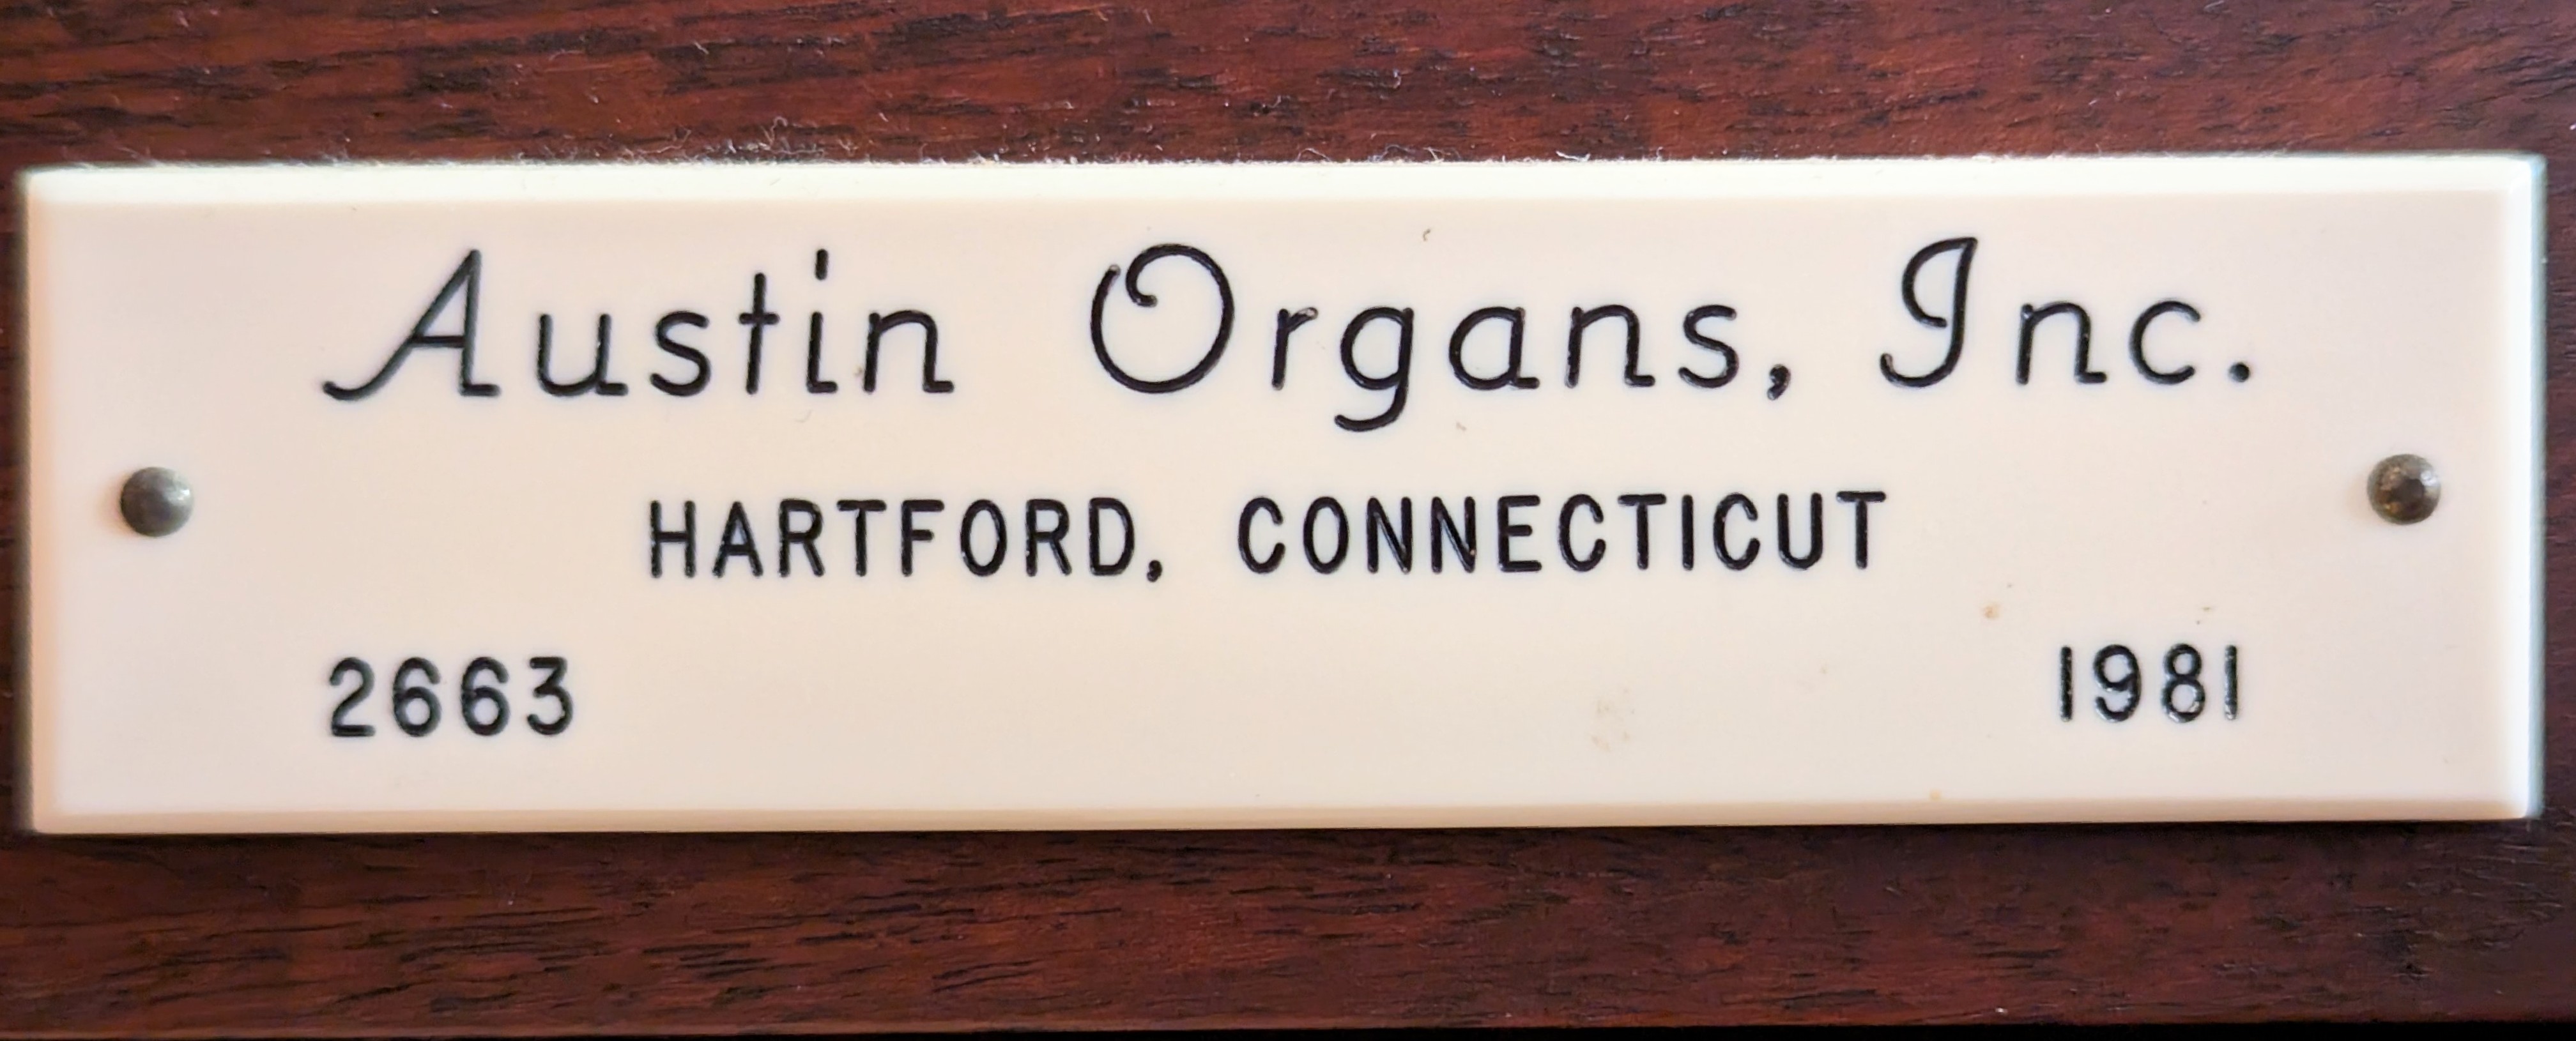 Austin Organs, Inc.
HARTFORD, CONNECTICUT
2663 1981